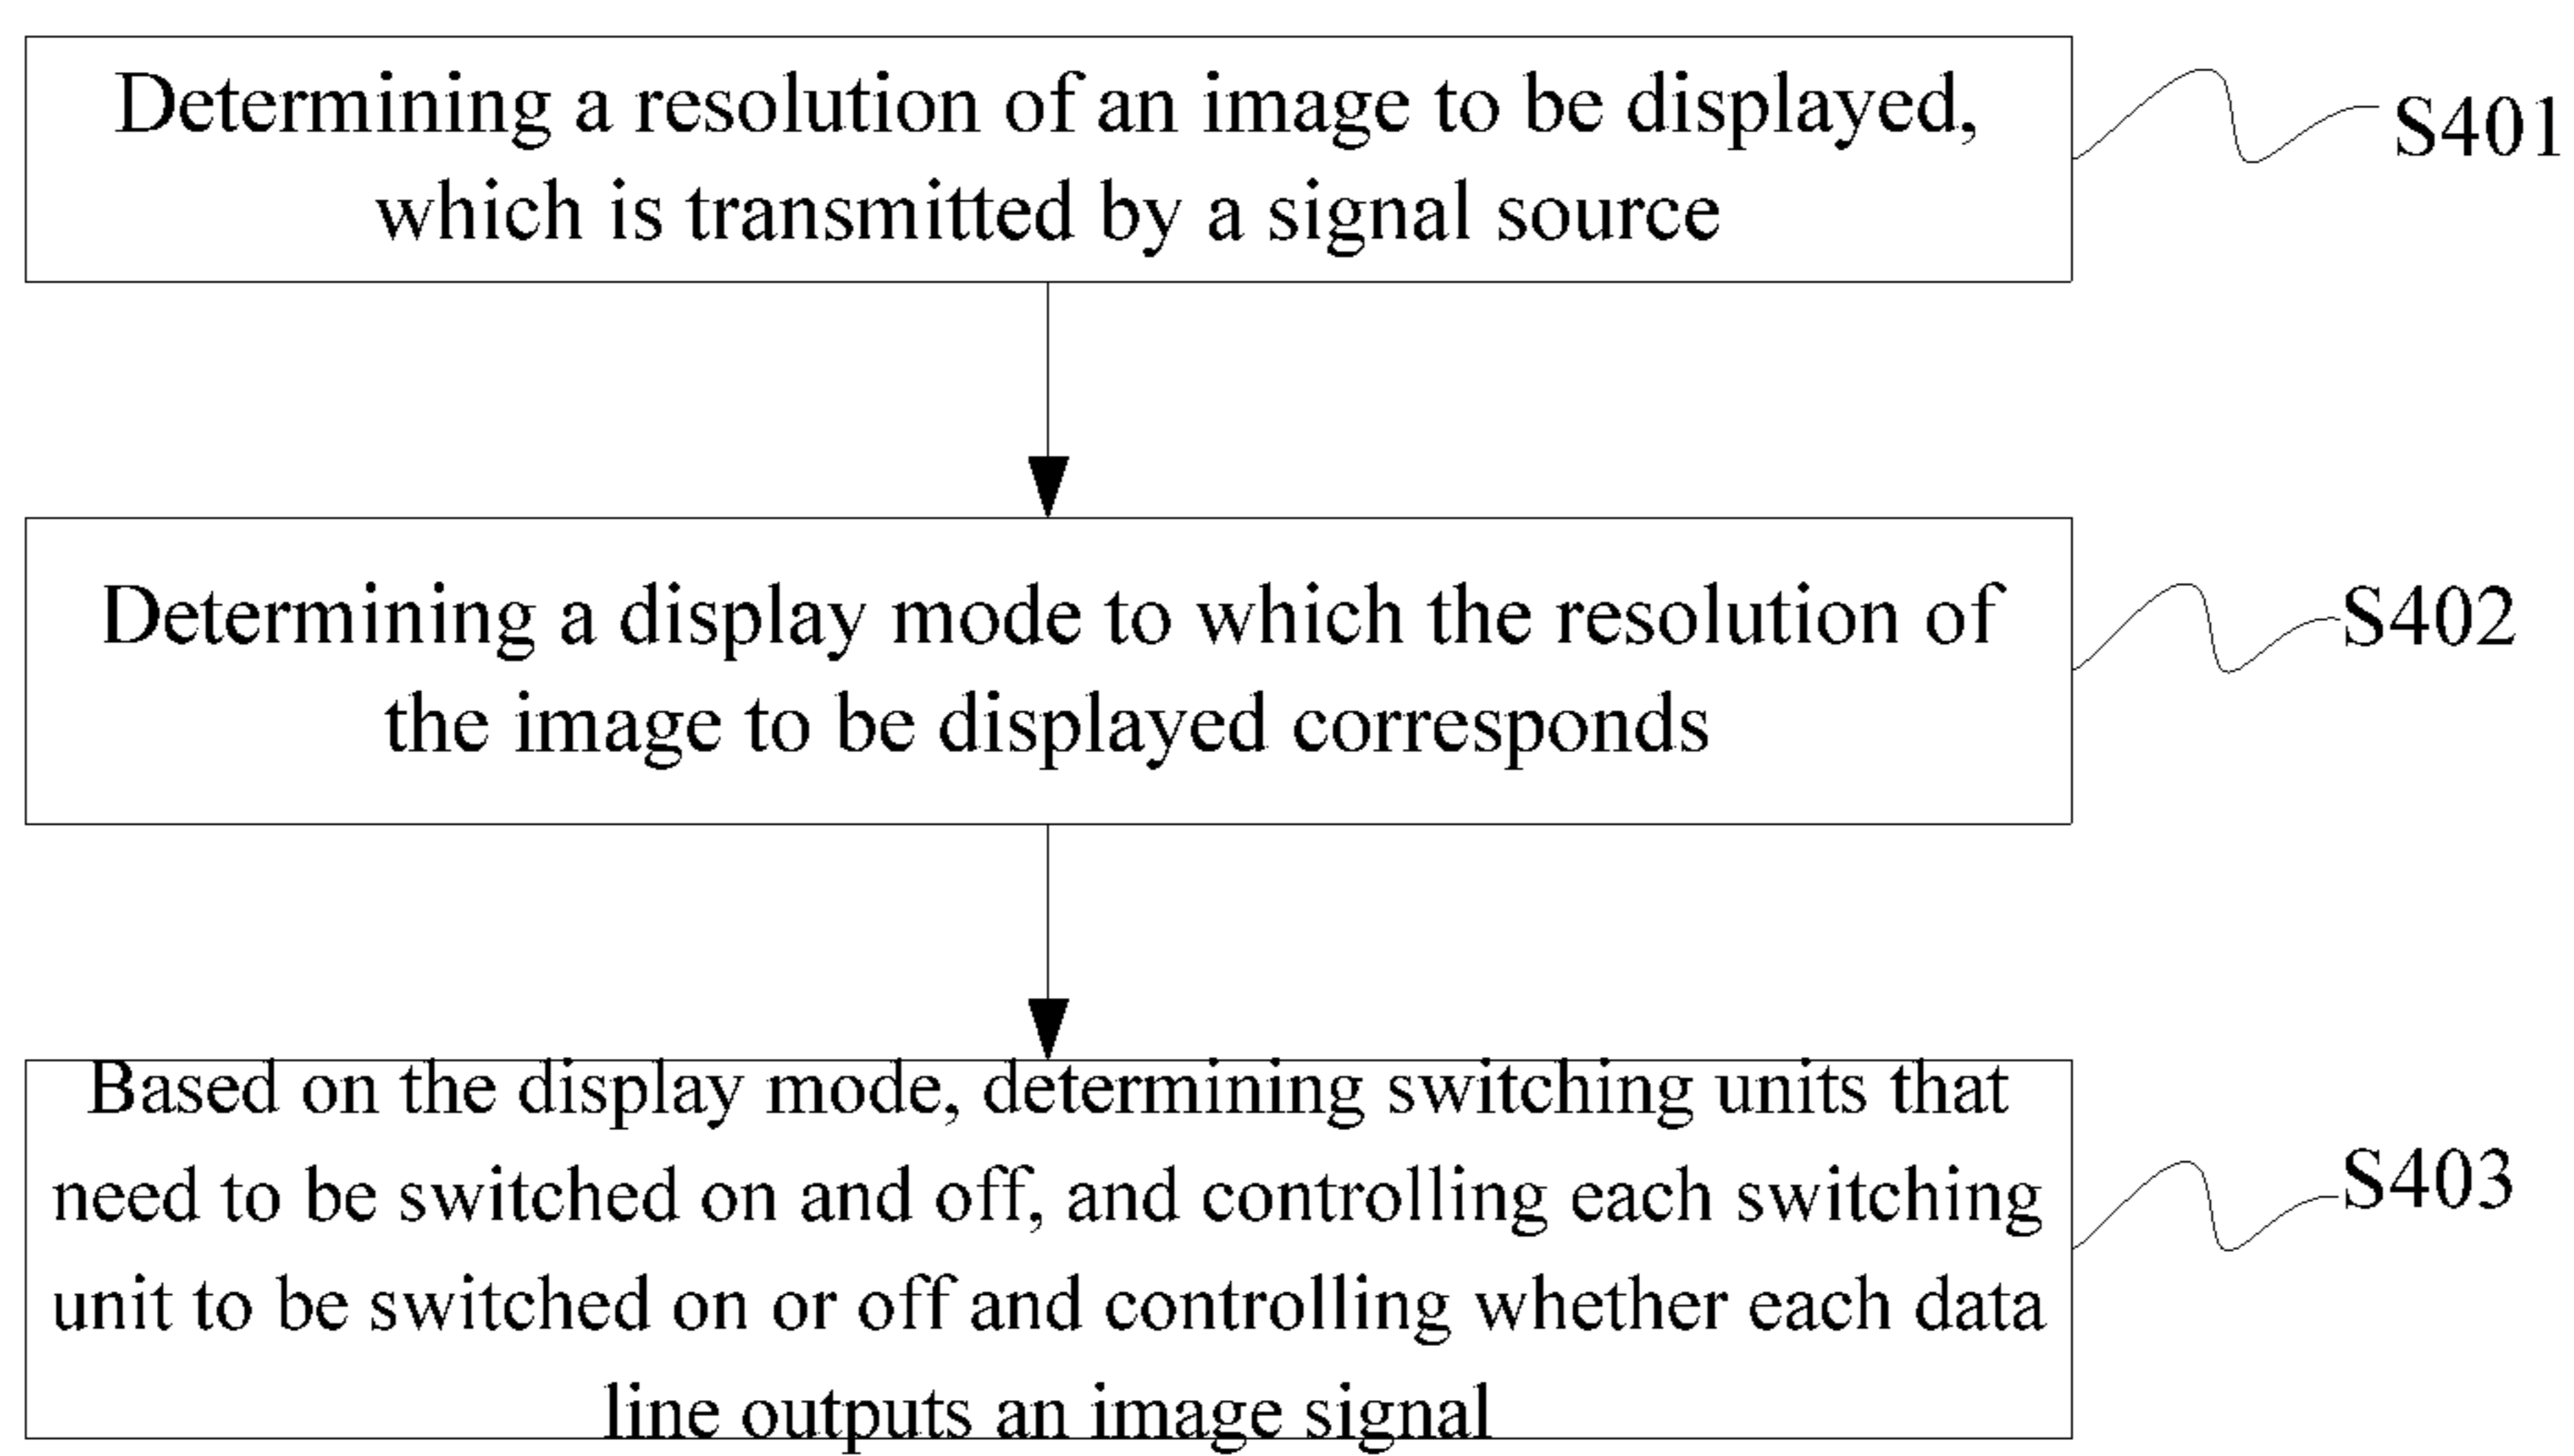 Determining a resolution of an image to be displayed,
which is transmitted by a signal source
S401
Determining a display mode to which the resolution of
the image to be displayed corresponds
S402
Based on the display mode, determining switching units that
need to be switched on and off, and controlling each switching
unit to be switched on or off and controlling whether each data
line outputs an image signal
S403